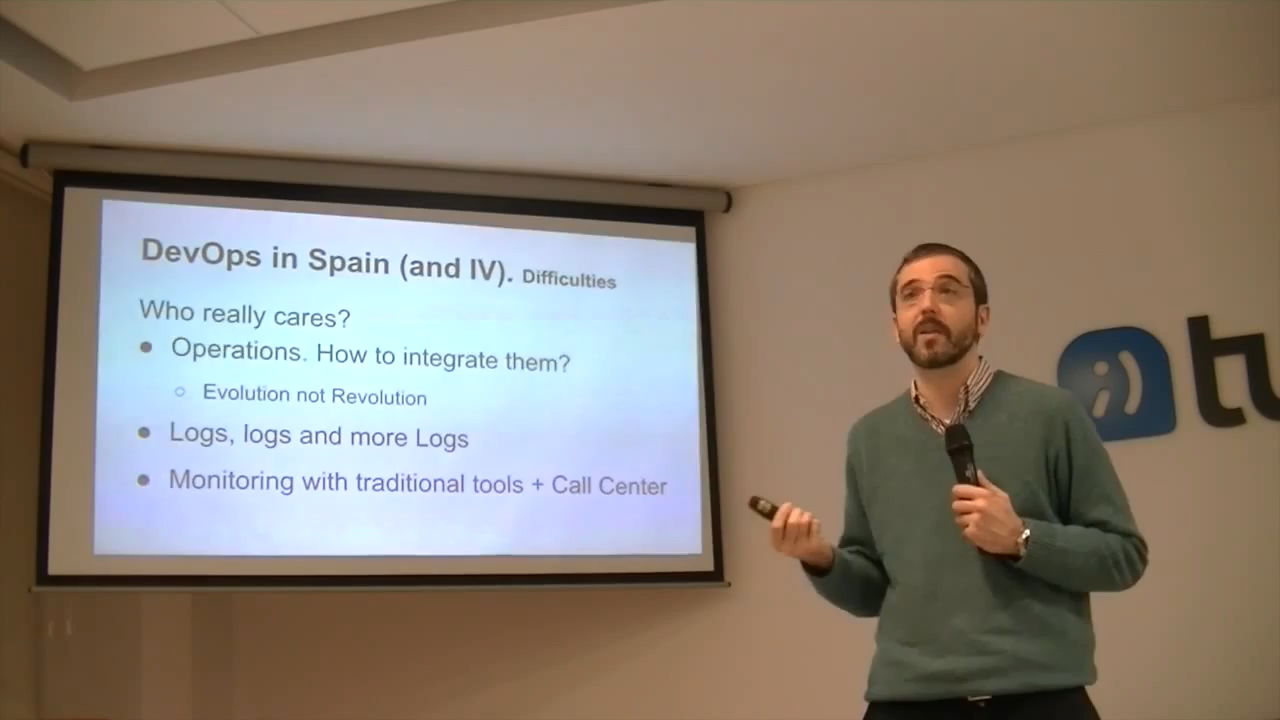 DevOps in Spain (and IV). Difficulties
Who really cares?
Operations. How to integrate them?
Evolution not Revolution
Logs, logs and more Logs
Monitoring with traditional tools + Call Center
tu